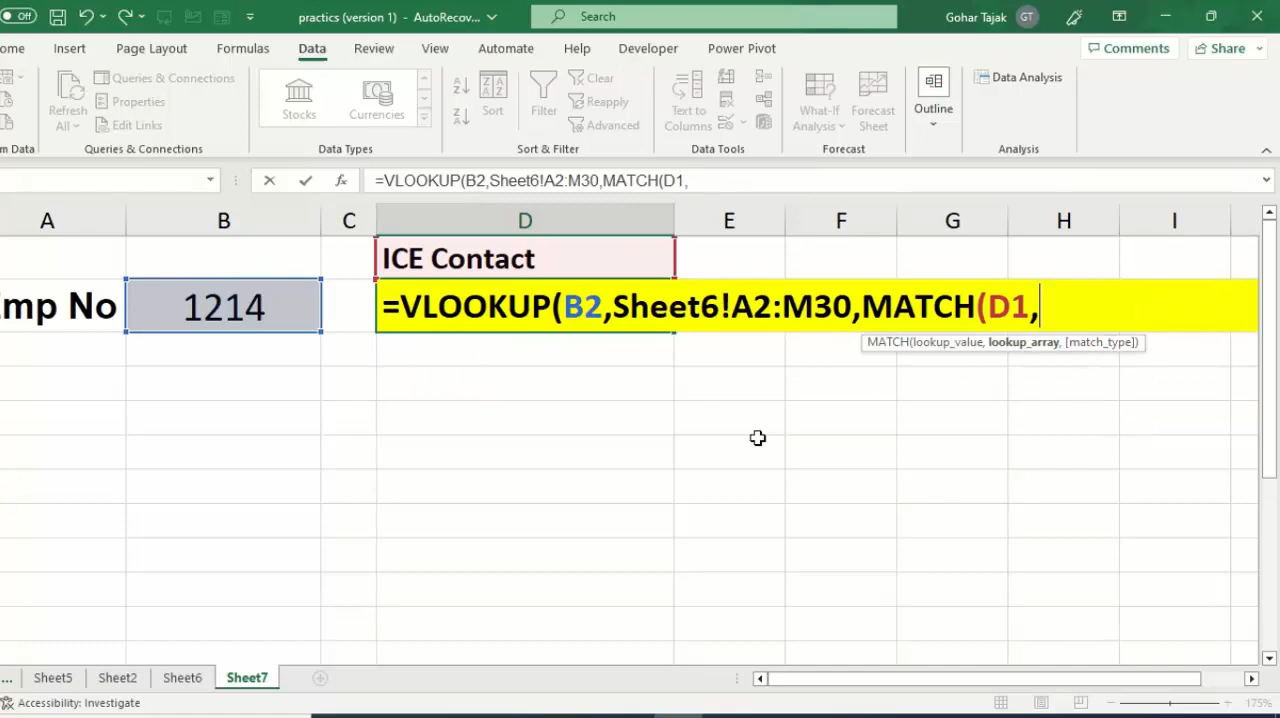 Off practics (version 1) - AutoRecov... Search Gohar Tajak GT
ome Insert Page Layout Formulas Data Review View Automate Help Developer Power Pivot Comments Share
Refresh All
Queries & Connections
Properties
Edit Links
Stocks Currencies
Sort
Filter
Clear
Reapply
Advanced
Text to Columns
What-If Analysis
Forecast Sheet
Outline
Data Analysis
m Data Queries & Connections Data Types Sort & Filter Data Tools Forecast Analysis
=VLOOKUP(B2,Sheet6!A2:M30,MATCH(D1,
A B C D E F G H I
ICE Contact
Emp No 1214 =VLOOKUP(B2,Sheet6!A2:M30,MATCH(D1,
MATCH(lookup_value, lookup_array, [match_type])
... Sheet5 Sheet2 Sheet6 Sheet7
Accessibility: Investigate 175%